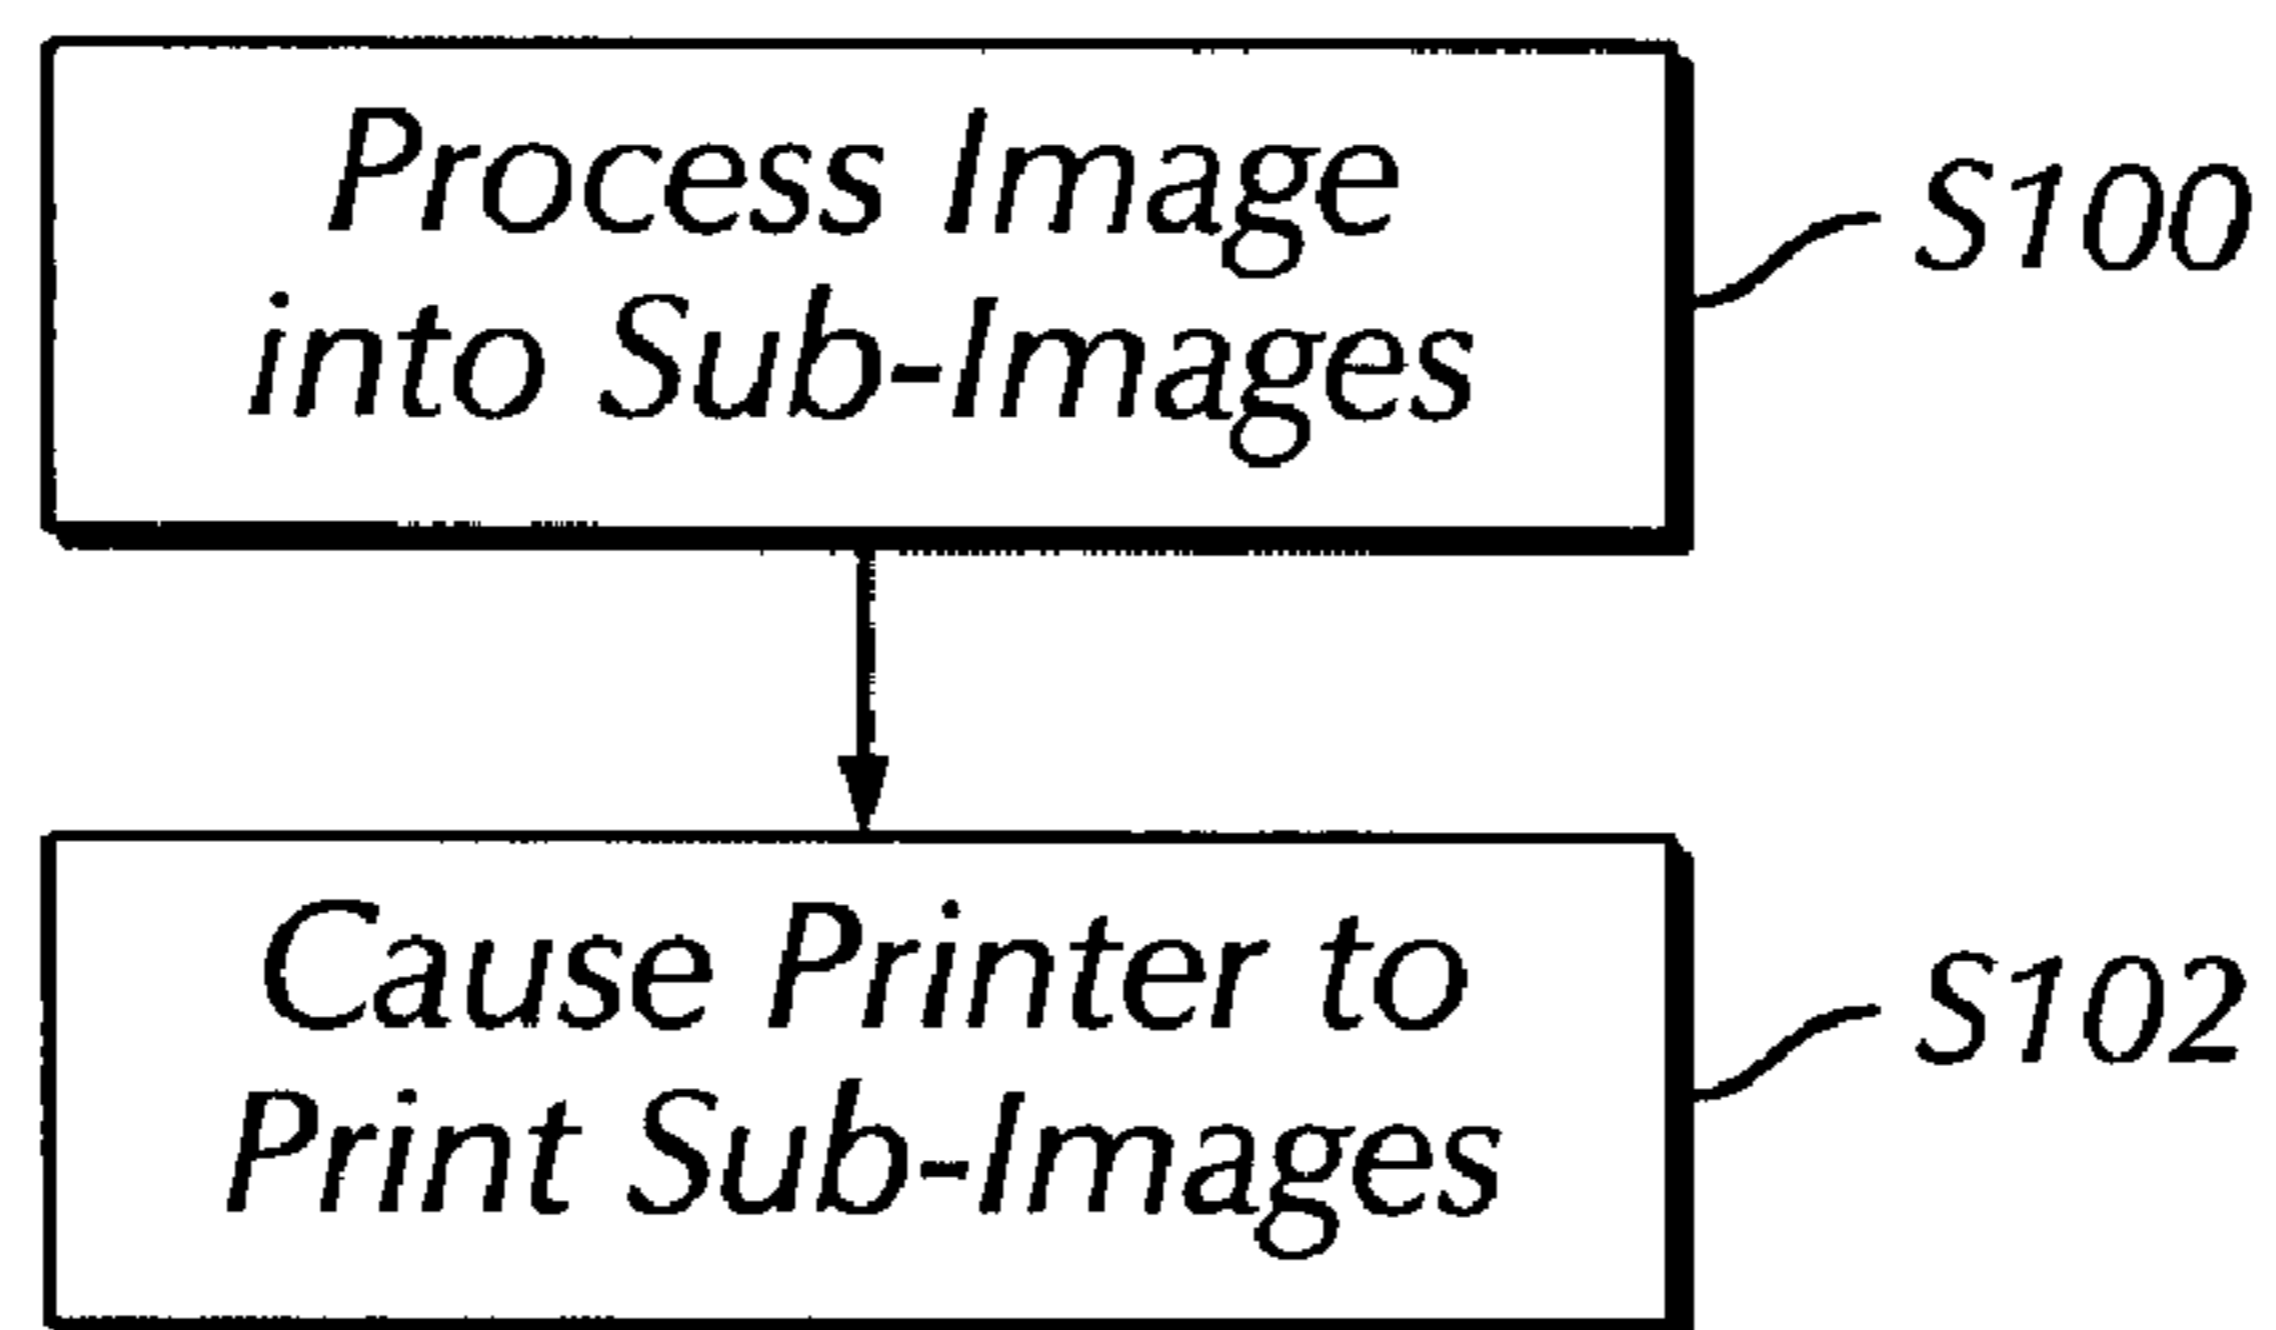 Process Image
into Sub-Images
S100
Cause Printer to
Print Sub-Images
S102